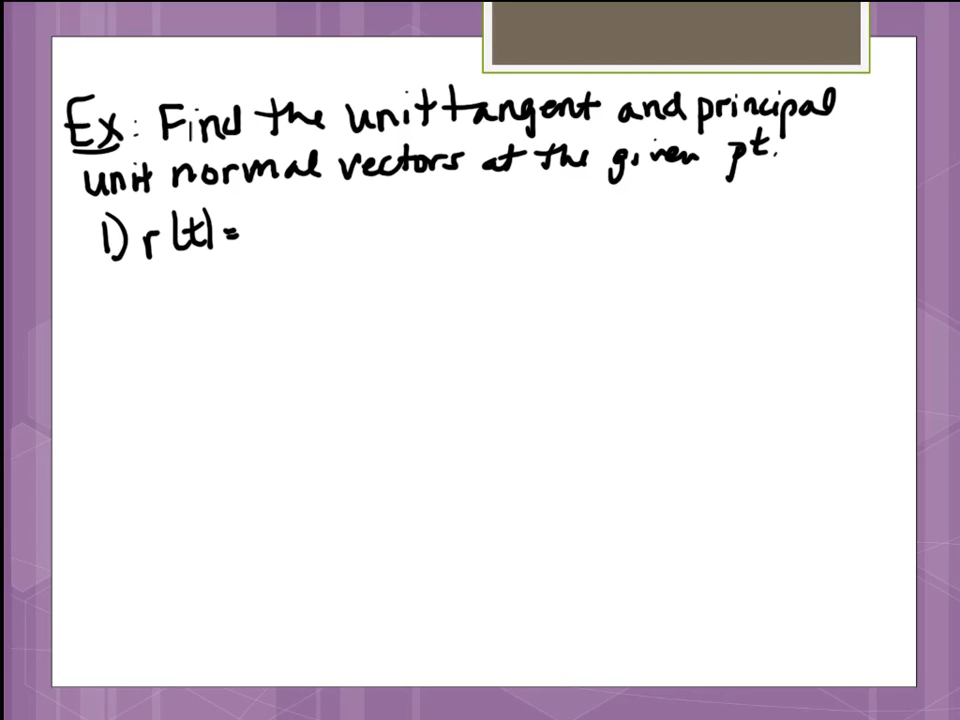 Ex: Find the unit tangent and principal
unit normal vectors at the given pt.
1) r(t)=